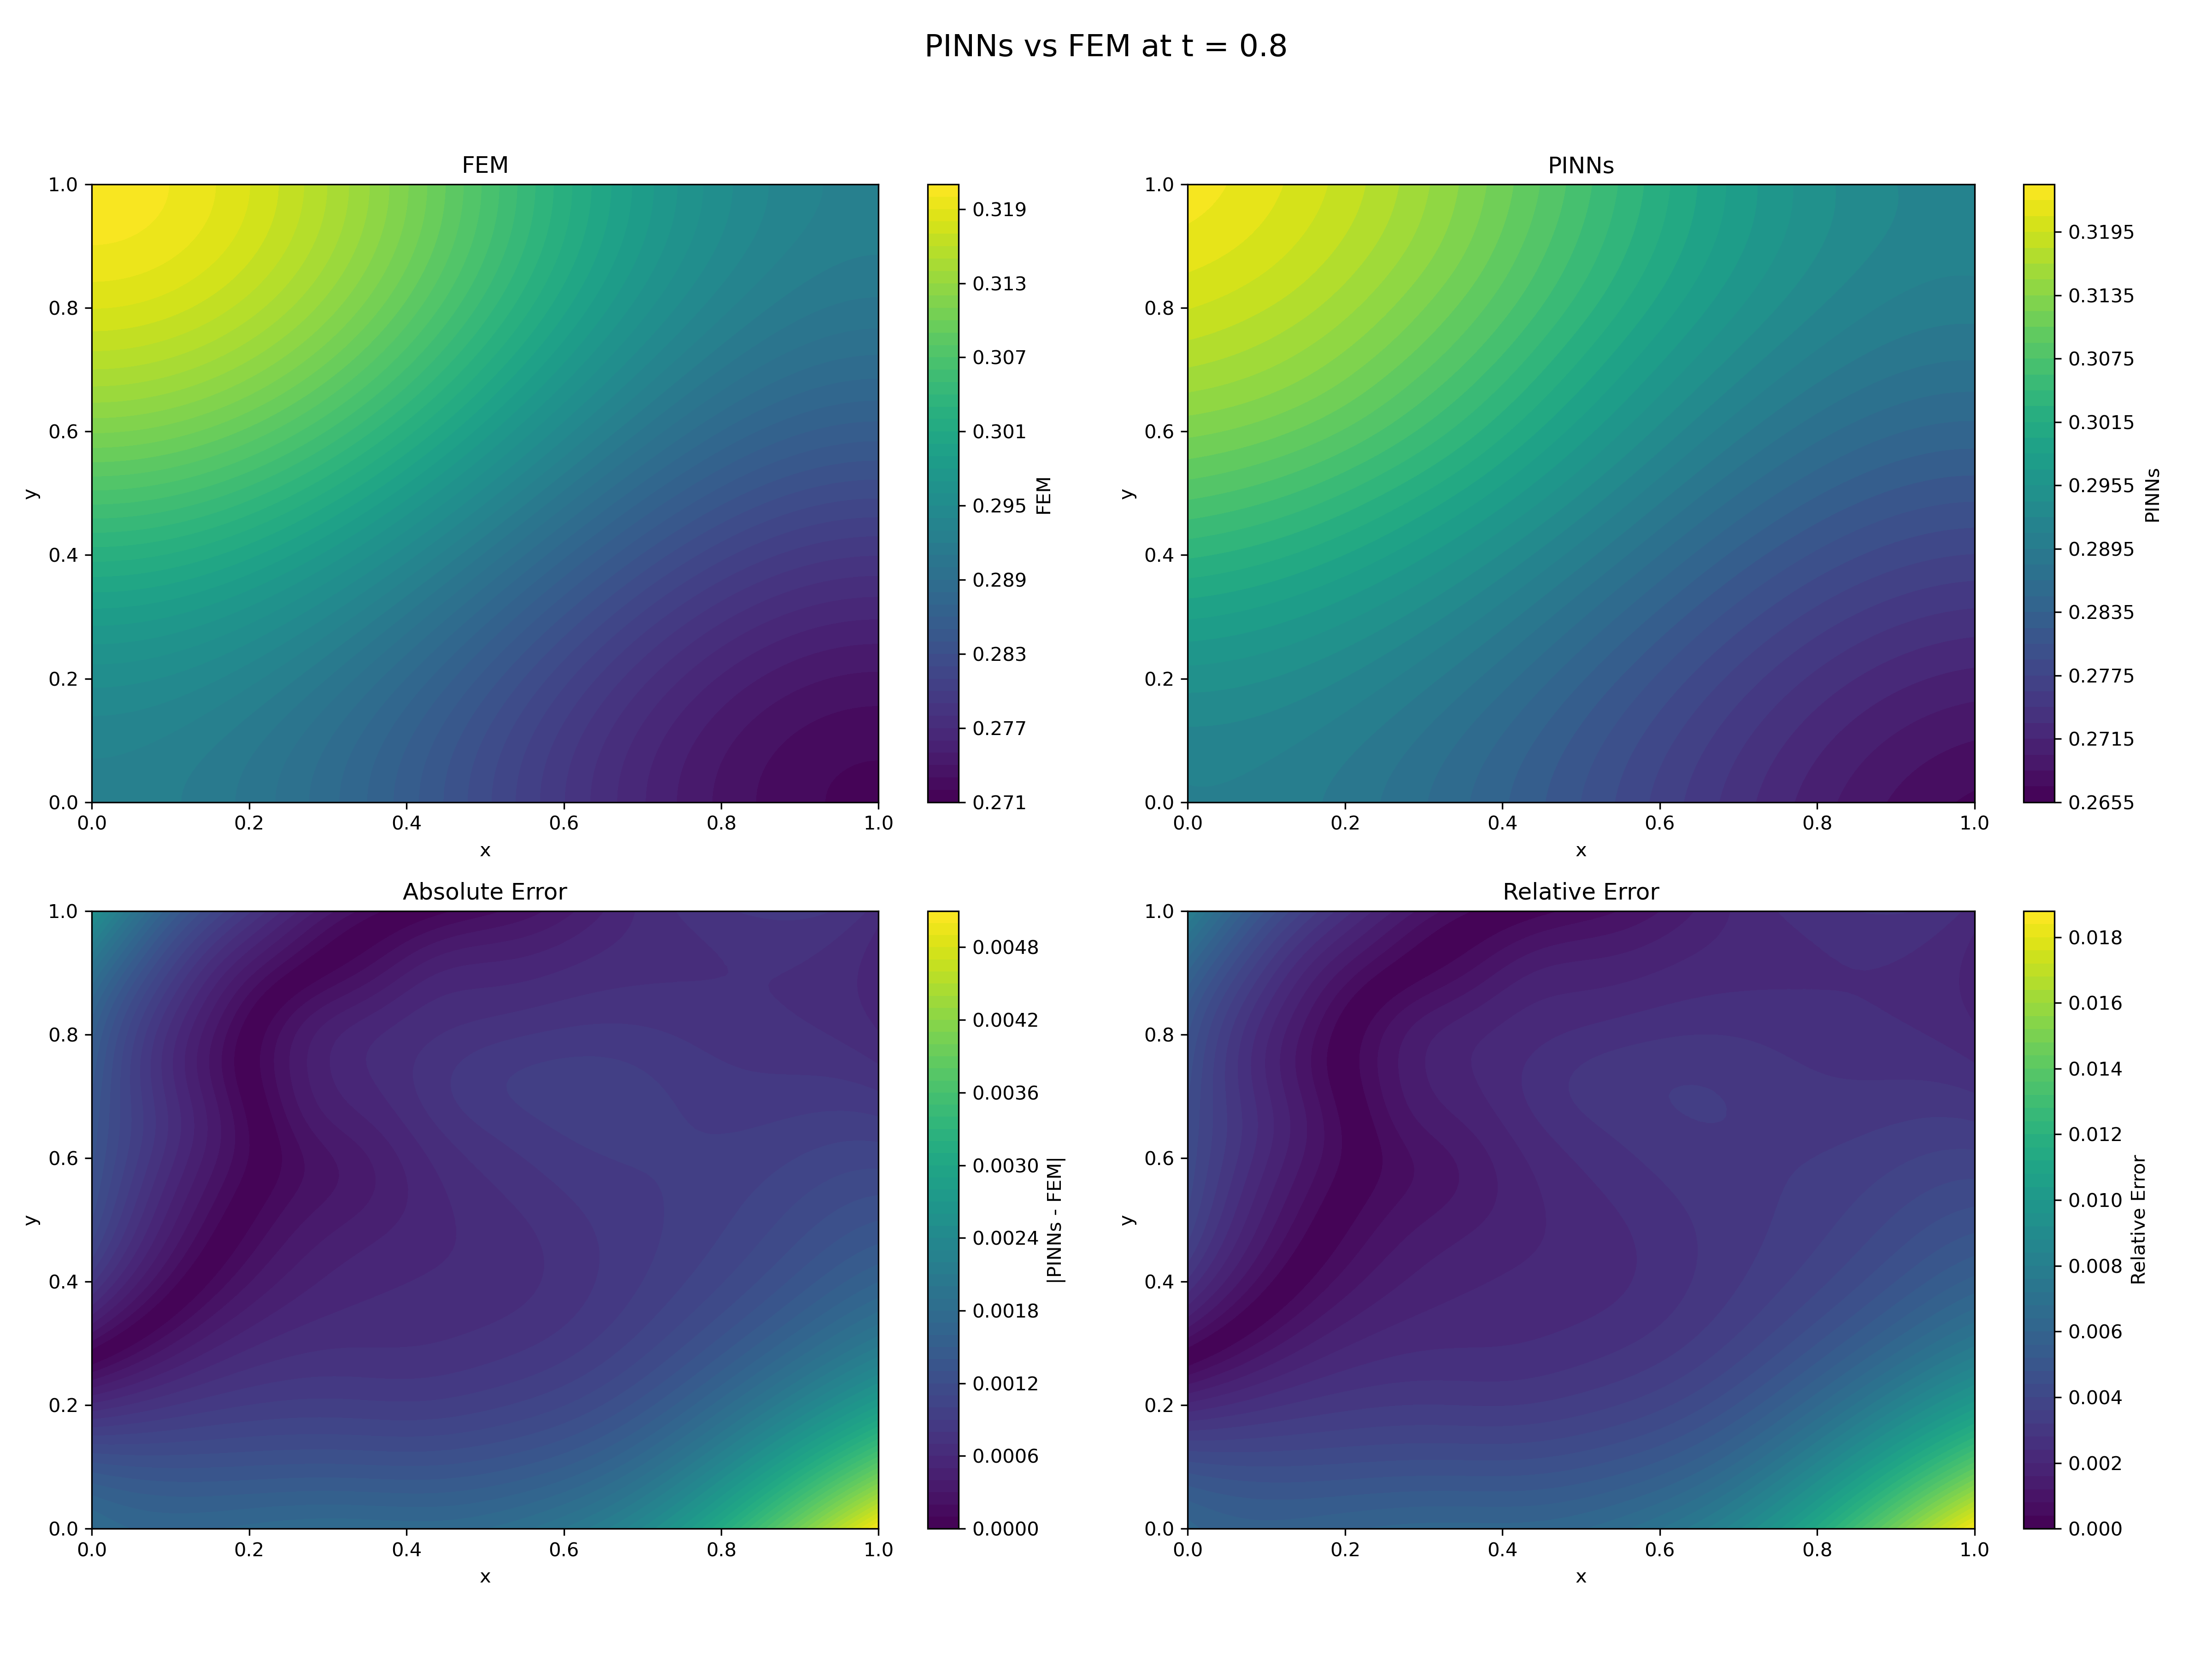 PINNs vs FEM at t = 0.8
FEM
1.0
0.8
0.6
0.4
0.2
0.0
y
0.0 0.2 0.4 0.6 0.8 1.0
x
0.319
0.313
0.307
0.301
0.295
0.289
0.283
0.277
0.271
FEM
PINNs
1.0
0.8
0.6
0.4
0.2
0.0
y
0.0 0.2 0.4 0.6 0.8 1.0
x
0.3195
0.3135
0.3075
0.3015
0.2955
0.2895
0.2835
0.2775
0.2715
0.2655
PINNs
Absolute Error
1.0
0.8
0.6
0.4
0.2
0.0
y
0.0 0.2 0.4 0.6 0.8 1.0
x
0.0048
0.0042
0.0036
0.0030
0.0024
0.0018
0.0012
0.0006
0.0000
|PINNs - FEM|
Relative Error
1.0
0.8
0.6
0.4
0.2
0.0
y
0.0 0.2 0.4 0.6 0.8 1.0
x
0.018
0.016
0.014
0.012
0.010
0.008
0.006
0.004
0.002
0.000
Relative Error